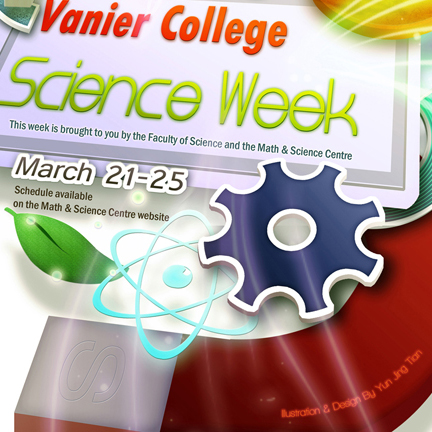 Vanier College
Science Week
This week is brought to you by the Faculty of Science and the Math & Science Centre
March 21-25
Schedule available
on the Math & Science Centre website
S
Illustration & Design By Yun Jing Tian